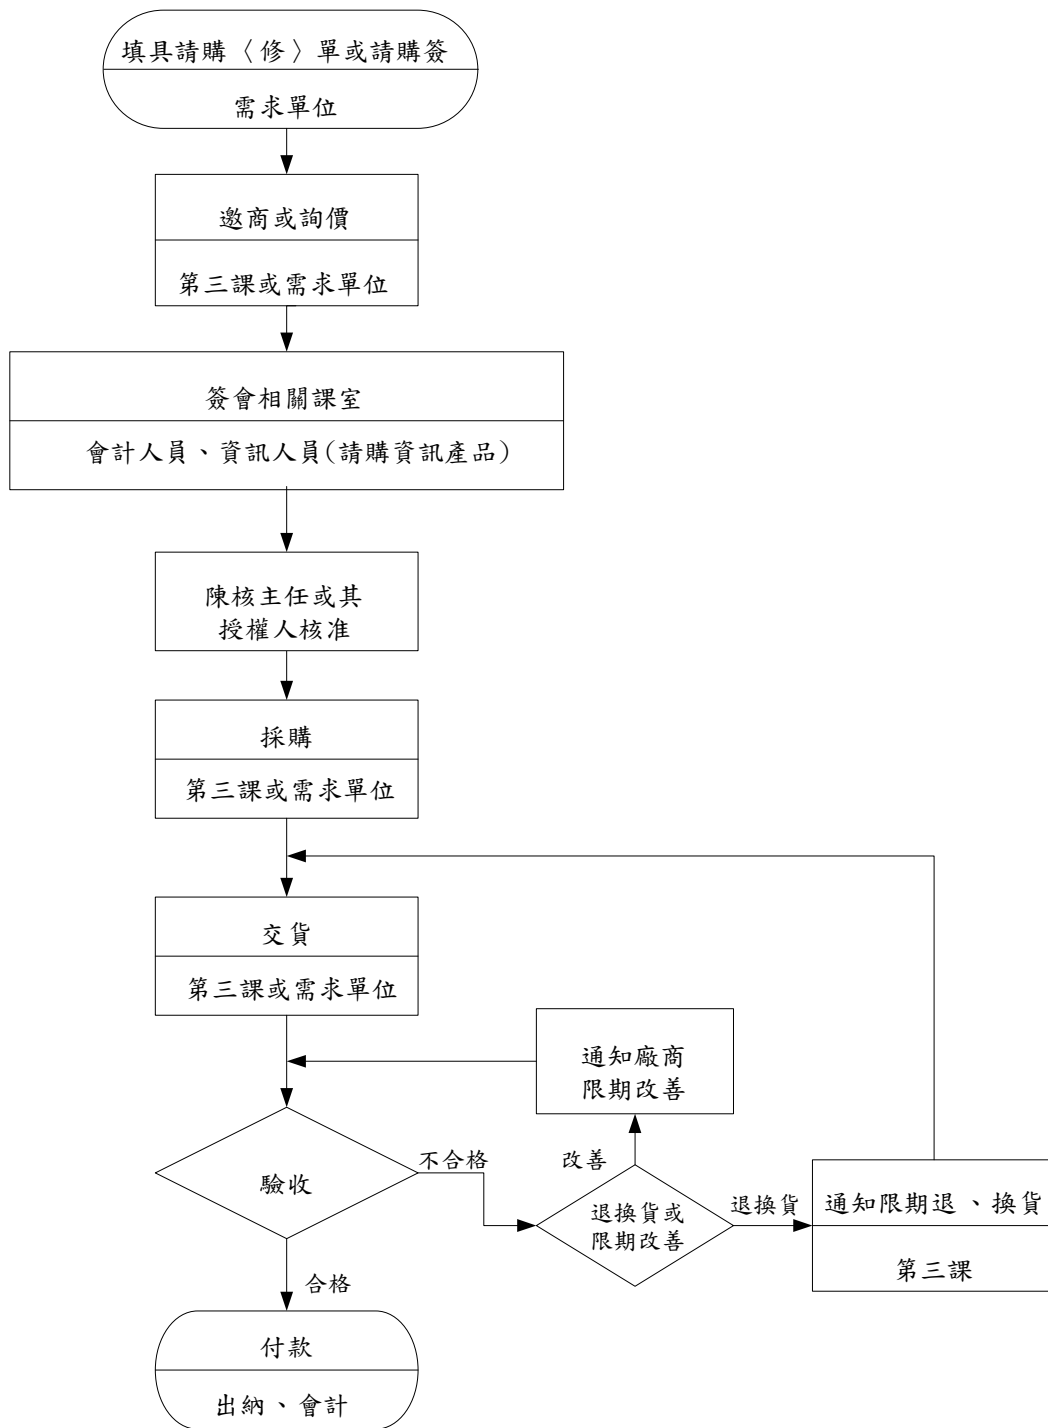 填具請購〈修〉單或請購簽
需求單位
邀商或詢價
第三課或需求單位
簽會相關課室
會計人員、資訊人員(請購資訊產品)
陳核主任或其
授權人核准
採購
第三課或需求單位
交貨
第三課或需求單位
通知廠商
限期改善
驗收
不合格
改善
退換貨或
限期改善
退換貨
通知限期退、換貨
第三課
合格
付款
出納、會計